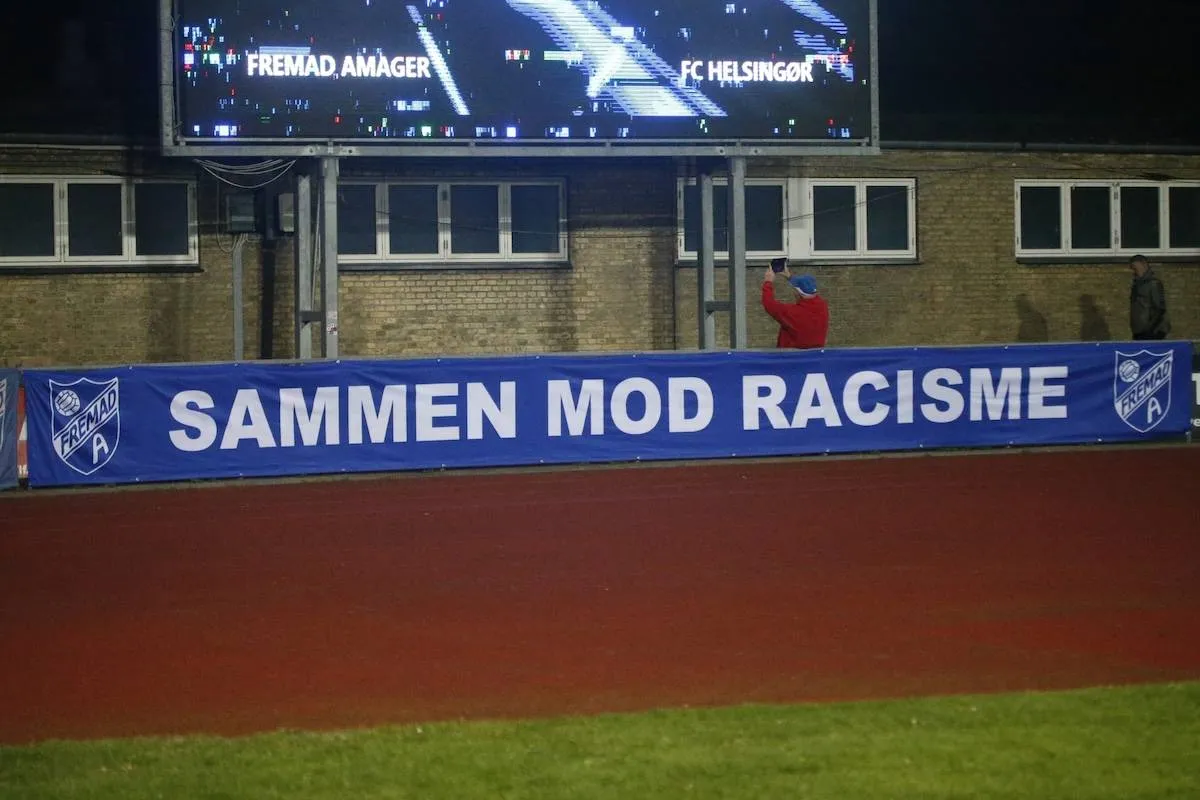 FREMAD AMAGER
FC HELSINGØR
FREMAD
A
SAMMEN MOD RACISME
FREMAD
A